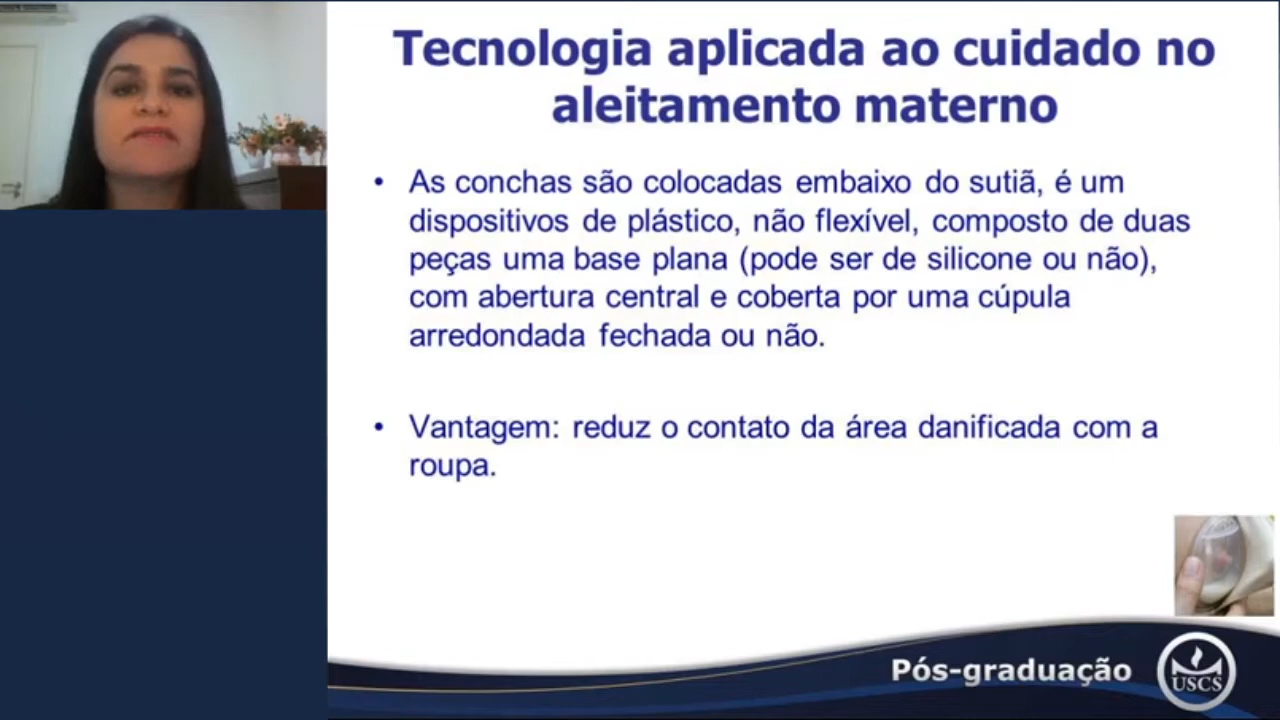 Tecnologia aplicada ao cuidado no
aleitamento materno
• As conchas são colocadas embaixo do sutiã, é um
dispositivos de plástico, não flexível, composto de duas
peças uma base plana (pode ser de silicone ou não),
com abertura central e coberta por uma cúpula
arredondada fechada ou não.
• Vantagem: reduz o contato da área danificada com a
roupa.
Pós-graduação
USCS